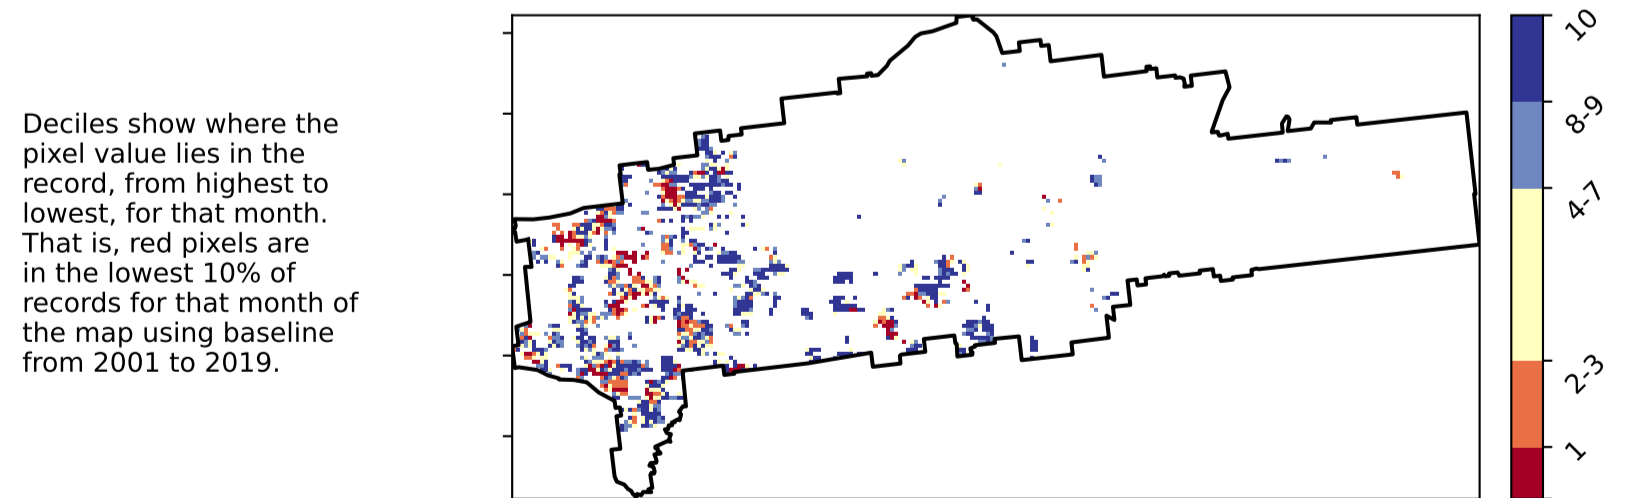 Deciles show where the
pixel value lies in the
record, from highest to
lowest, for that month.
That is, red pixels are
in the lowest 10% of
records for that month of
the map using baseline
from 2001 to 2019.
10
8-9
4-7
2-3
1